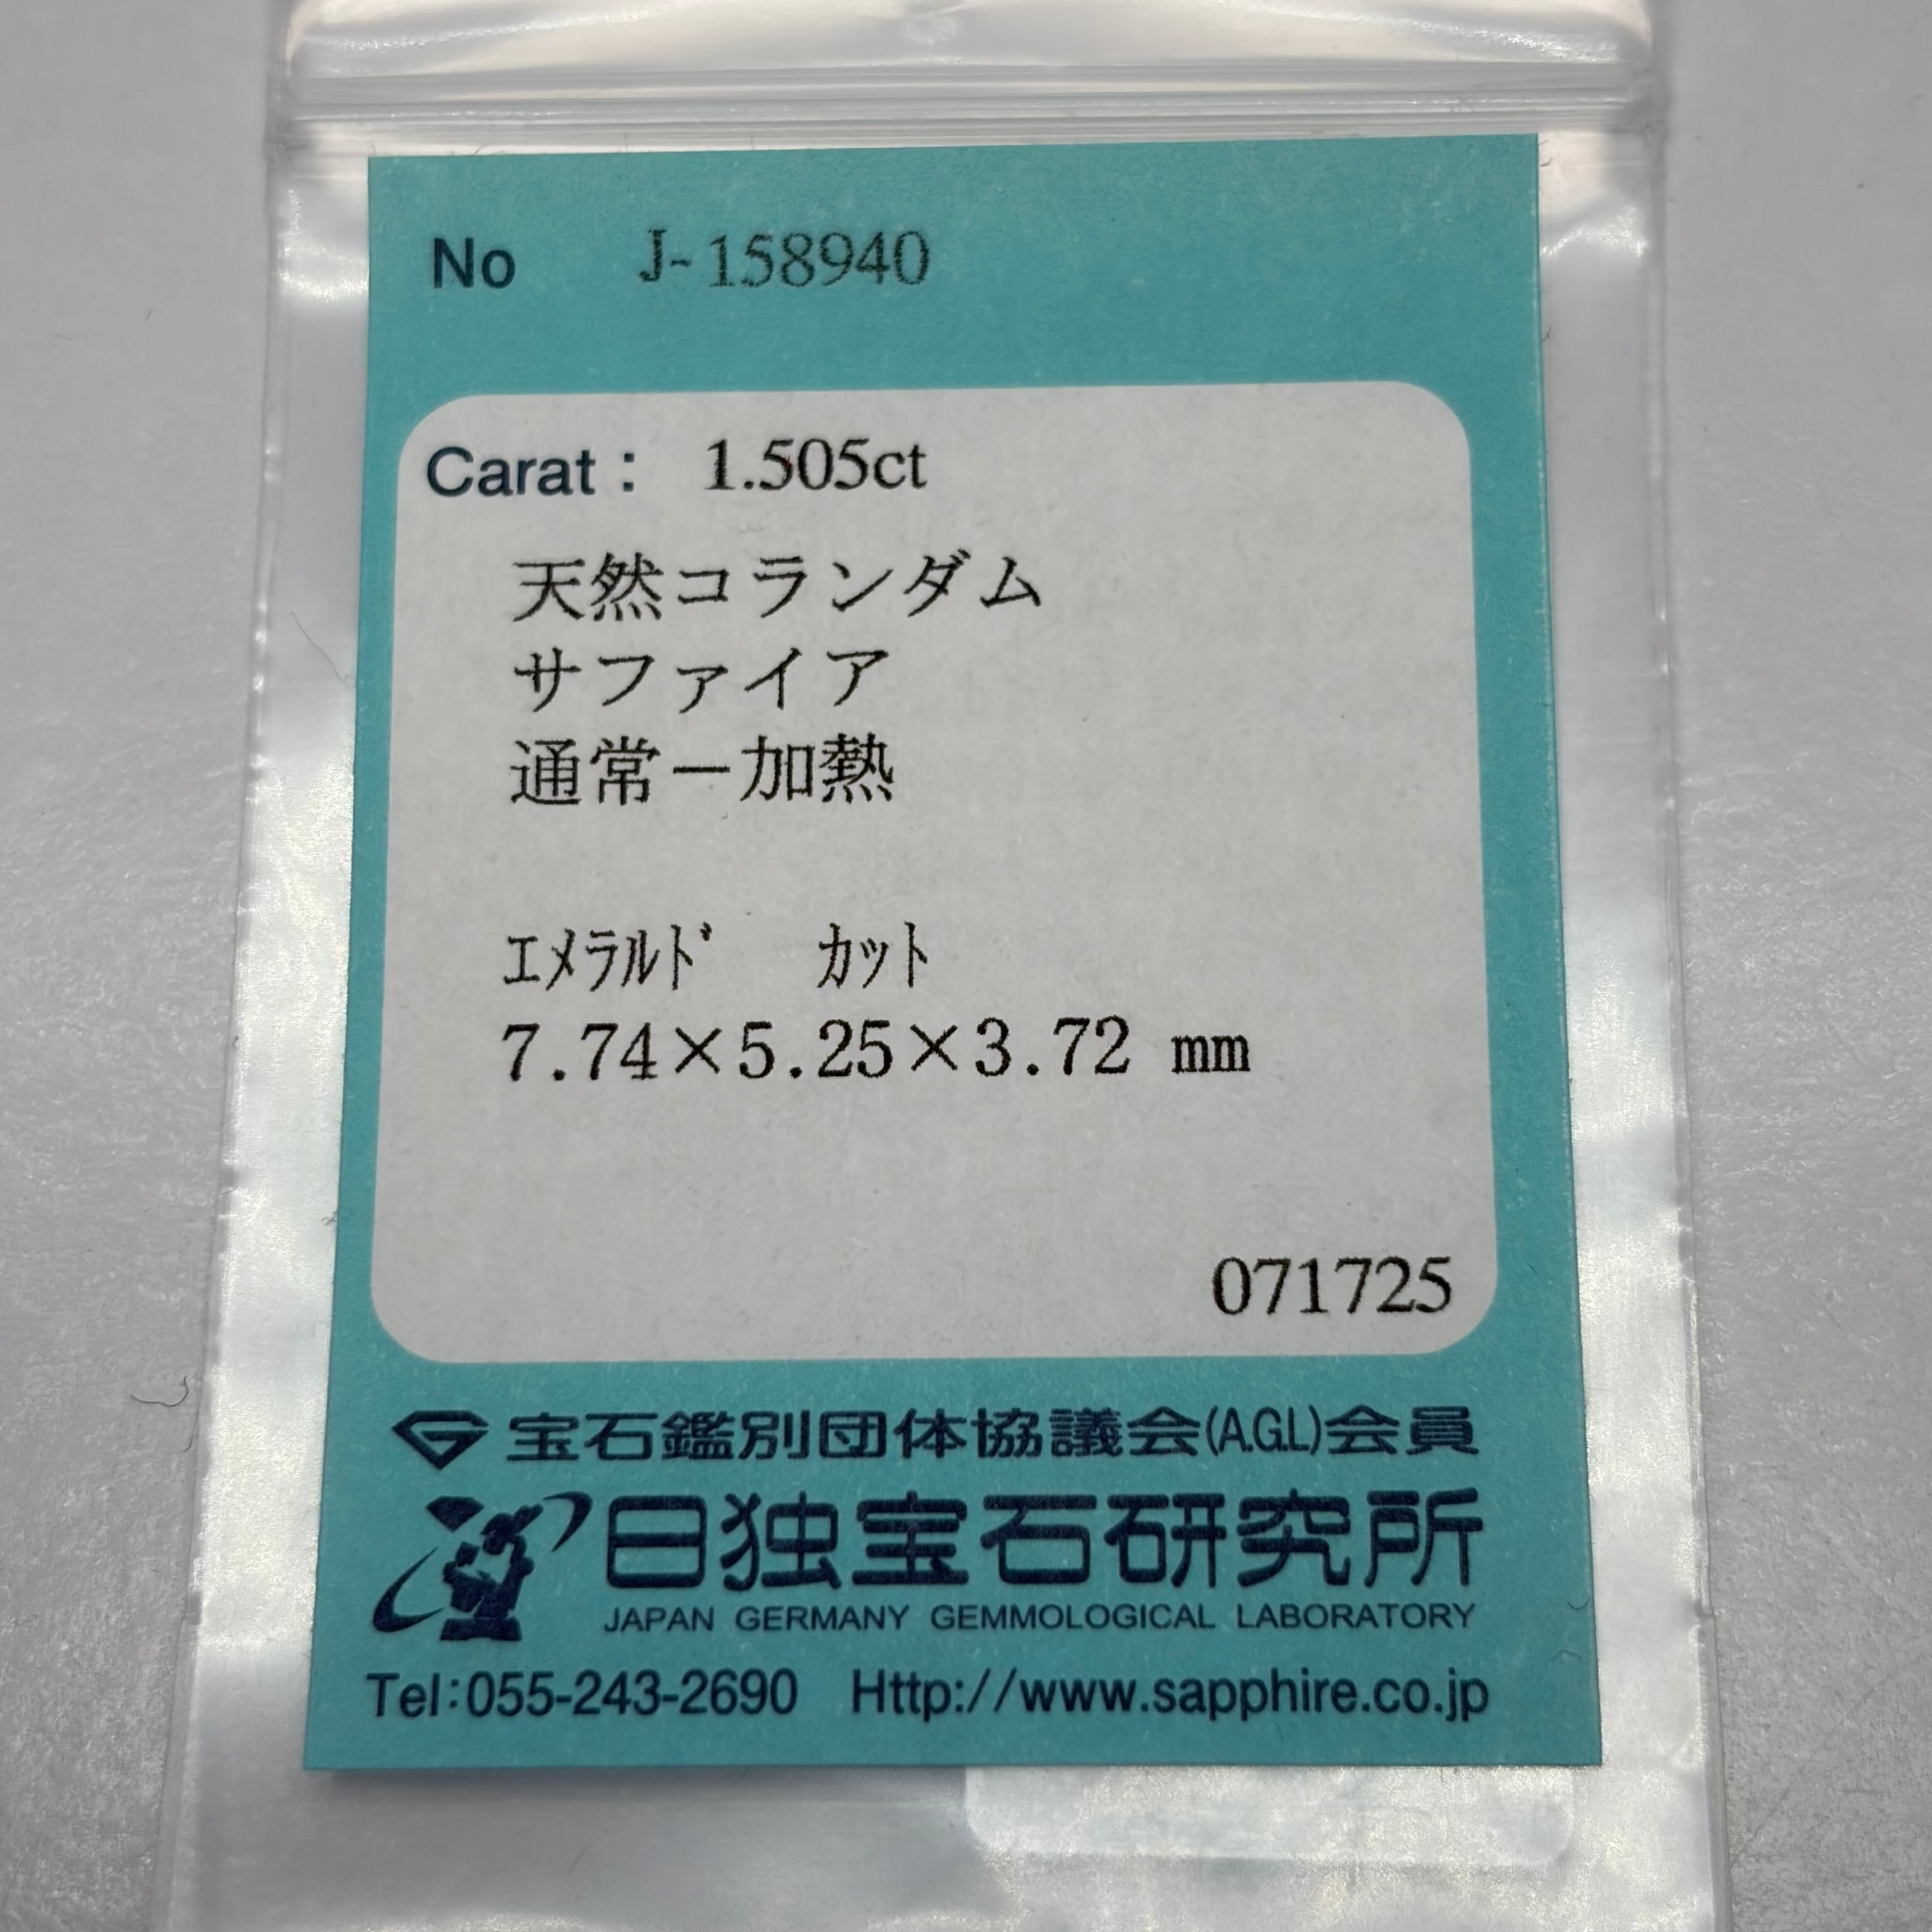 No J-158940
Carat: 1.505ct
天然コランダム
サファイア
通常－加熱
ｴﾒﾗﾙﾄﾞ ｶｯﾄ
7.74×5.25×3.72 mm
071725
宝石鑑別団体協議会(A.G.L)会員
日独宝石研究所
JAPAN GERMANY GEMMOLOGICAL LABORATORY
Tel:055-243-2690 Http://www.sapphire.co.jp